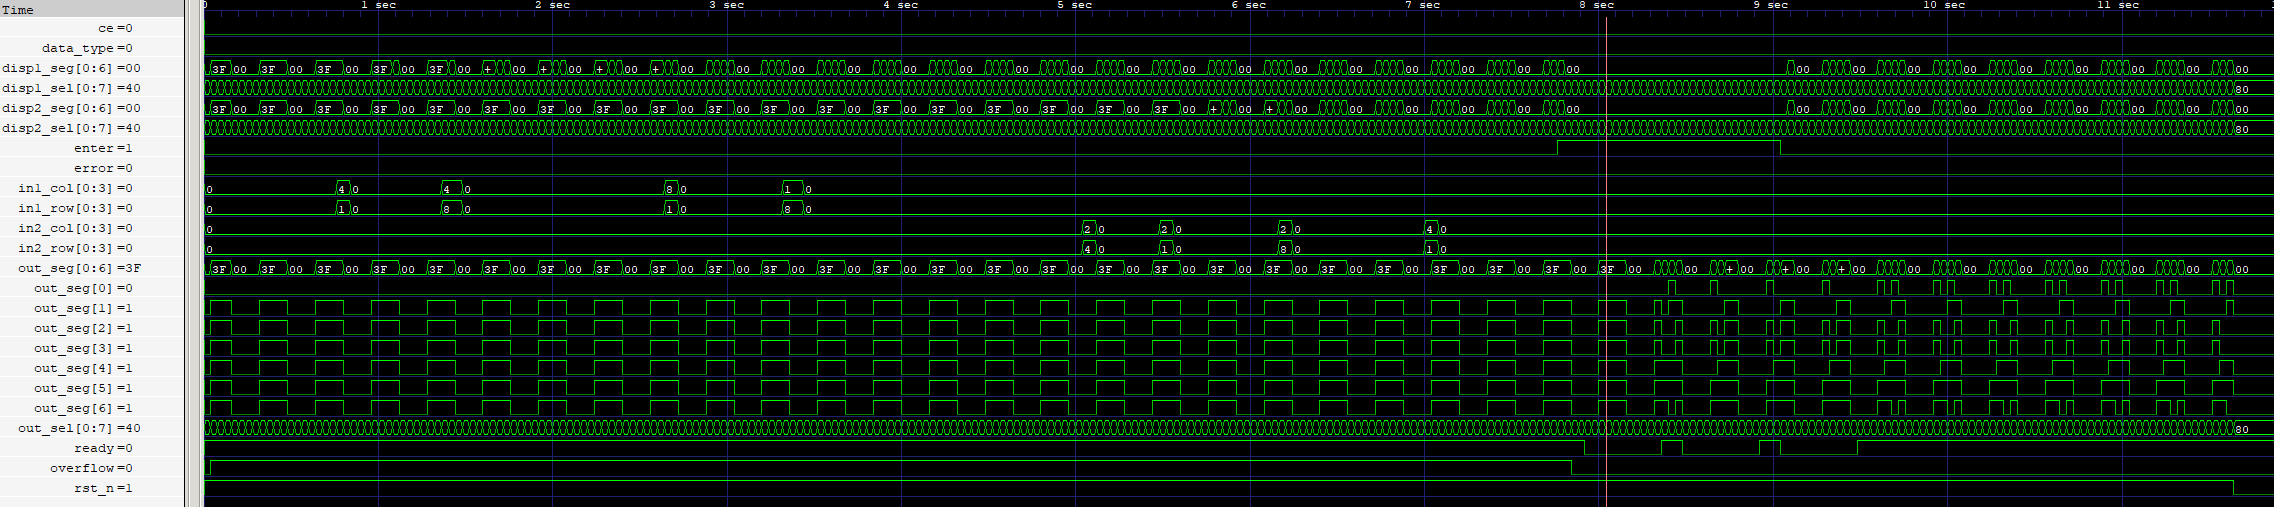 Time 0 1 sec 2 sec 3 sec 4 sec 5 sec 6 sec 7 sec 8 sec 9 sec 10 sec 11 sec
ce=0
data_type=0
disp1_seg[0:6]=00 3F 00 3F 00 3F 00 3F 00 3F 00 + 00 + 00 + 00 + 00 00 00 00 00 00 00 00 00 00 00 00 00 00 00 00 00 00 00 00 00 00 00 00 00 00
disp1_sel[0:7]=40 80
disp2_seg[0:6]=00 3F 00 3F 00 3F 00 3F 00 3F 00 3F 00 3F 00 3F 00 3F 00 3F 00 3F 00 3F 00 3F 00 3F 00 3F 00 3F 00 3F 00 3F 00 + 00 + 00 00 00 00 00 00 00 00 00 00 00 00 00 00 00
disp2_sel[0:7]=40 80
enter=1
error=0
in1_col[0:3]=0 0 4 0 4 0 8 0 1 0
in1_row[0:3]=0 0 1 0 8 0 1 0 8 0
in2_col[0:3]=0 0 2 0 2 0 2 0 4 0
in2_row[0:3]=0 0 4 0 1 0 8 0 1 0
out_seg[0:6]=3F 3F 00 3F 00 3F 00 3F 00 3F 00 3F 00 3F 00 3F 00 3F 00 3F 00 3F 00 3F 00 3F 00 3F 00 3F 00 3F 00 3F 00 3F 00 3F 00 3F 00 3F 00 3F 00 3F 00 3F 00 3F 00 3F 00 00 + 00 + 00 + 00 00 00 00 00 00 00 00
out_seg[0]=0
out_seg[1]=1
out_seg[2]=1
out_seg[3]=1
out_seg[4]=1
out_seg[5]=1
out_seg[6]=1
out_sel[0:7]=40 80
ready=0
overflow=0
rst_n=1